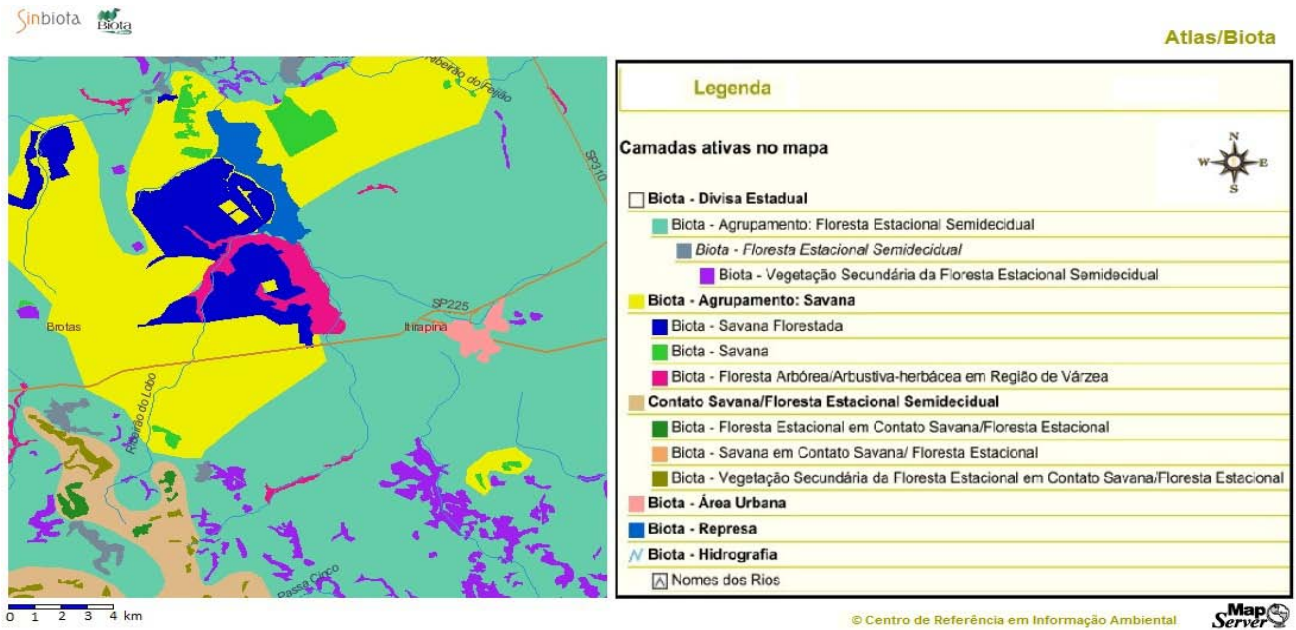 Sinbiota
Biota
Atlas/Biota
Ribeirão do Feijão
SP310
SP225
Brotas
Itirapina
Ribeirão do Lobo
Passa Cinco
0 1 2 3 4 km
Legenda
Camadas ativas no mapa
N
W E
S
Biota - Divisa Estadual
Biota - Agrupamento: Floresta Estacional Semidecidual
Biota - Floresta Estacional Semidecidual
Biota - Vegetação Secundária da Floresta Estacional Semidecidual
Biota - Agrupamento: Savana
Biota - Savana Florestada
Biota - Savana
Biota - Floresta Arbórea/Arbustiva-herbácea em Região de Várzea
Contato Savana/Floresta Estacional Semidecidual
Biota - Floresta Estacional em Contato Savana/Floresta Estacional
Biota - Savana em Contato Savana/ Floresta Estacional
Biota - Vegetação Secundária da Floresta Estacional em Contato Savana/Floresta Estacional
Biota - Área Urbana
Biota - Represa
Biota - Hidrografia
Nomes dos Rios
© Centro de Referência em Informação Ambiental
Map
Server